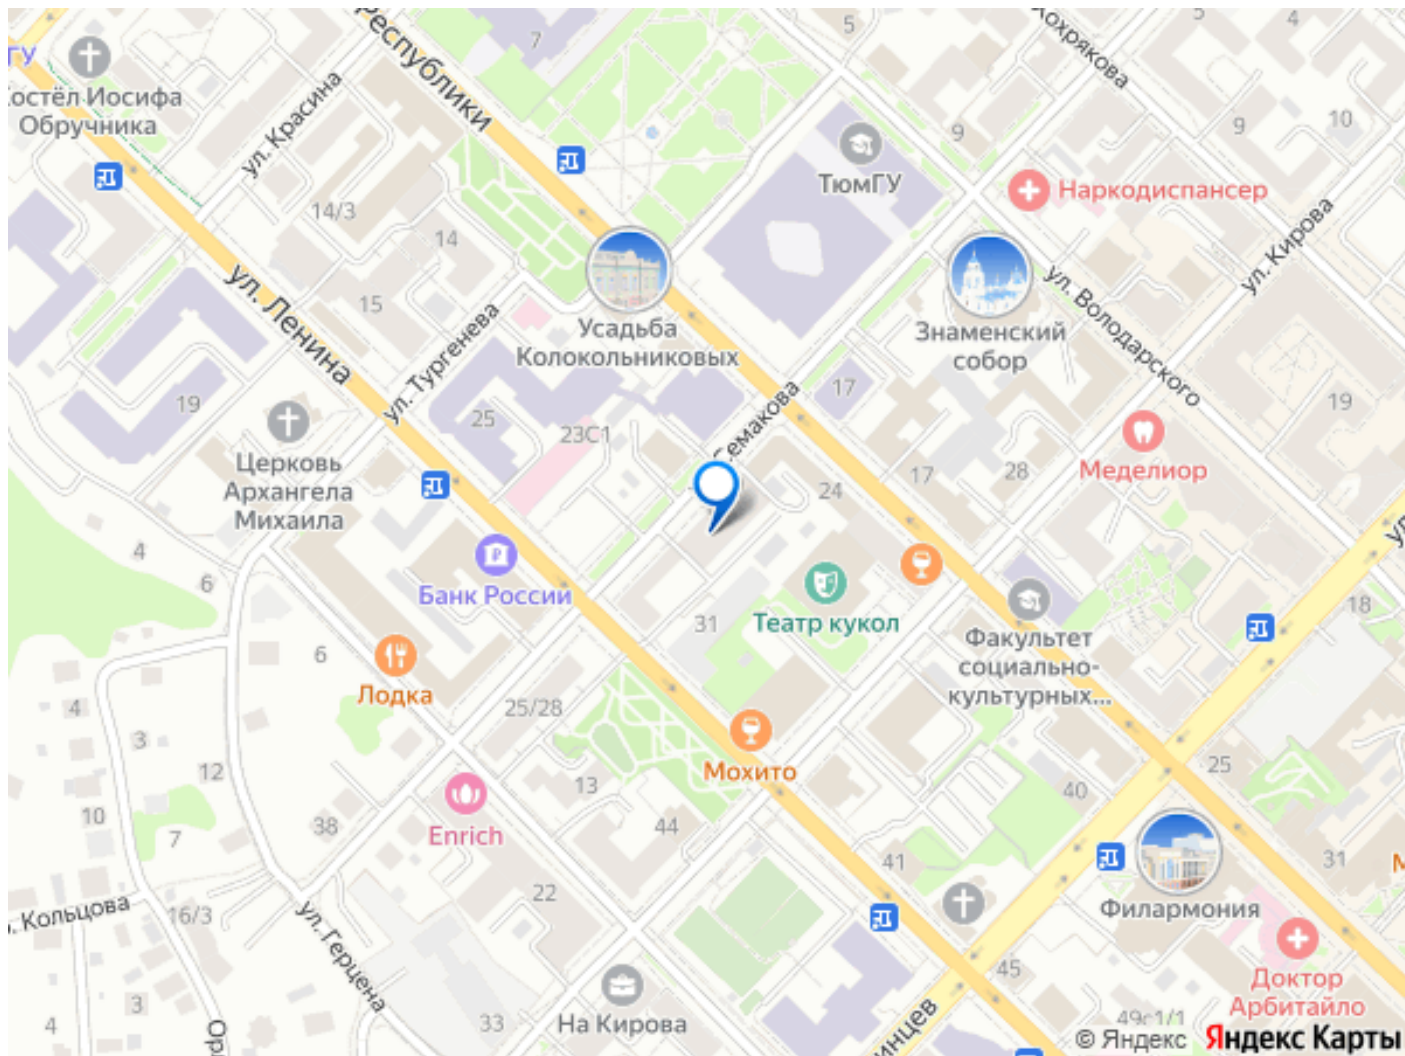 Республики
7
5
Хохрякова
5
4
ГУ
Костёл Иосифа
Обручника
ул. Красина
9
9
10
ТюмГУ
Наркодиспансер
14/3
14
ул. Кирова
15
ул. Ленина
ул. Тургенева
Усадьба
Колокольниковых
Знаменский
собор
ул. Володарского
19
25
23С1
Семакова
17
19
Церковь
Архангела
Михаила
17
28
Меделиор
24
4
6
Банк России
31
Театр кукол
Факультет
социально-
культурных...
18
6
Лодка
4
3
12
25/28
Мохито
25
13
40
10
7
38
Enrich
44
41
31
22
Кольцова
16/3
ул. Герцена
Филармония
45
Доктор
Арбитайло
3
4
33
На Кирова
49с1/1
© Яндекс Яндекс Карты